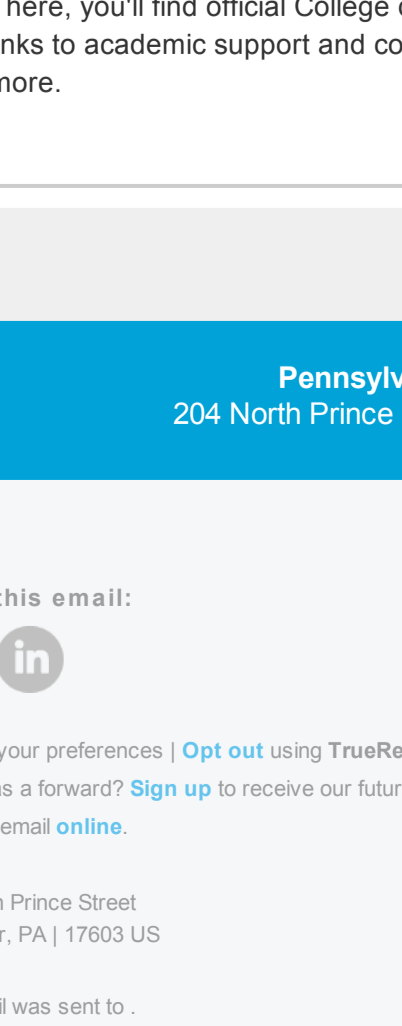 here, you'll find official College
nks to academic support and co
more.
Pennsylv
204 North Prince
this email:
in
your preferences | Opt out using TrueRe
as a forward? Sign up to receive our futur
email online.
n Prince Street
r, PA | 17603 US
il was sent to .